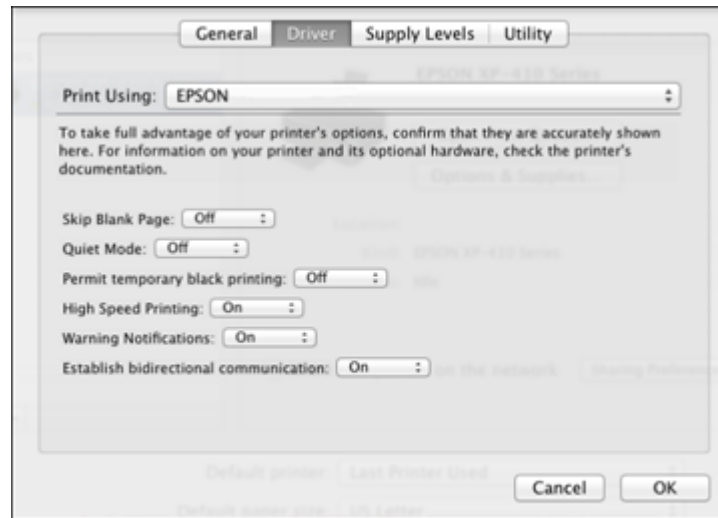 General Driver Supply Levels Utility
EPSON XP-410 Series
Print Using: EPSON
To take full advantage of your printer's options, confirm that they are accurately shown
here. For information on your printer and its optional hardware, check the printer's
documentation.
Options & Supplies...
Skip Blank Page: Off
Quiet Mode: Off
EPSON XP-410 Series
Permit temporary black printing: Off
High Speed Printing: On
Warning Notifications: On
Establish bidirectional communication: On
on the network
Default printer: Last Printer Used
Cancel OK
Default paper size: US Letter